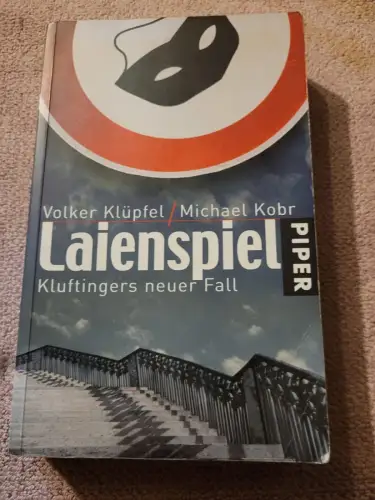 Volker Klüpfel / Michael Kobr
Laienspiel
Kluftingers neuer Fall
PIPER